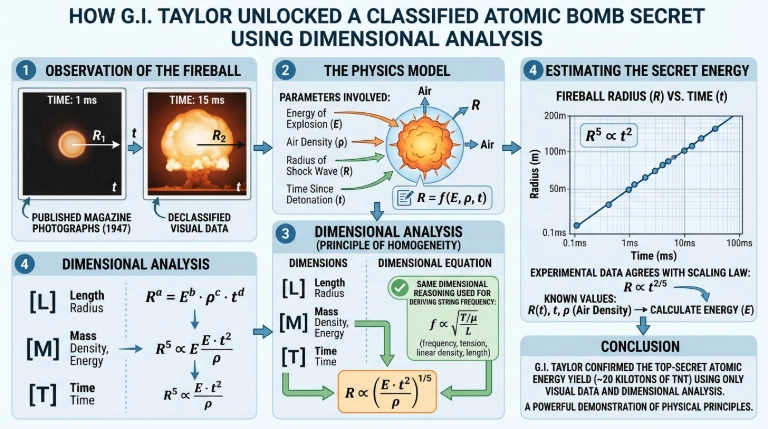 HOW G.I. TAYLOR UNLOCKED A CLASSIFIED ATOMIC BOMB SECRET
USING DIMENSIONAL ANALYSIS
1 OBSERVATION OF THE FIREBALL
TIME: 1 ms
R₁
t
t
TIME: 15 ms
R₂
t
PUBLISHED MAGAZINE
PHOTOGRAPHS (1947)
DECLASSIFIED
VISUAL DATA
2 THE PHYSICS MODEL
PARAMETERS INVOLVED:
Energy of
Explosion (E)
Air Density (ρ)
Radius of
Shock Wave (R)
Time Since
Detonation (t)
Air
R
Air
R = f(E, ρ, t)
4 DIMENSIONAL ANALYSIS
[L] Length
Radius
[M] Mass
Density,
Energy
[T] Time
Time
Rᵃ = Eᵇ · ρᶜ · tᵈ
R⁵ ∝ E E · t² / ρ
R⁵ ∝ E · t² / ρ
3 DIMENSIONAL ANALYSIS
(PRINCIPLE OF HOMOGENEITY)
DIMENSIONS
DIMENSIONAL EQUATION
[L] Length
Radius
[M] Mass
Density,
Energy
[T] Time
Time
SAME DIMENSIONAL
REASONING USED FOR
DERIVING STRING FREQUENCY:
f ∝ √(T/μ) / L
(frequency, tension,
linear density, length)
R ∝ (E · t² / ρ)^1/5
4 ESTIMATING THE SECRET ENERGY
FIREBALL RADIUS (R) VS. TIME (t)
R⁵ ∝ t²
Radius (m)
200m
100m
50m
0.1ms
0.1ms 1.0ms 10.0ms 100ms
Time (ms)
EXPERIMENTAL DATA AGREES WITH SCALING LAW:
R ∝ t^2/5
KNOWN VALUES:
R(t), t, ρ (Air Density) → CALCULATE ENERGY (E)
CONCLUSION
G.I. TAYLOR CONFIRMED THE TOP-SECRET ATOMIC
ENERGY YIELD (~20 KILOTONS OF TNT) USING ONLY
VISUAL DATA AND DIMENSIONAL ANALYSIS.
A POWERFUL DEMONSTRATION OF PHYSICAL PRINCIPLES.